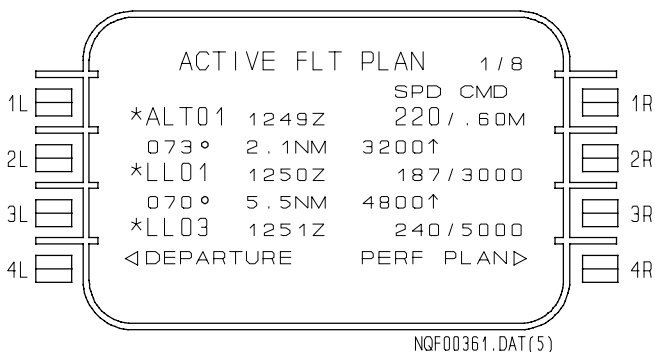 ACTIVE FLT PLAN 1/8
SPD CMD
1L *ALT01 1249Z 220/.60M 1R
073° 2.1NM 3200↑
2L *LL01 1250Z 187/3000 2R
070° 5.5NM 4800↑
3L *LL03 1251Z 240/5000 3R
4L ◁DEPARTURE PERF PLAN▷ 4R
NQF00361.DAT(5)